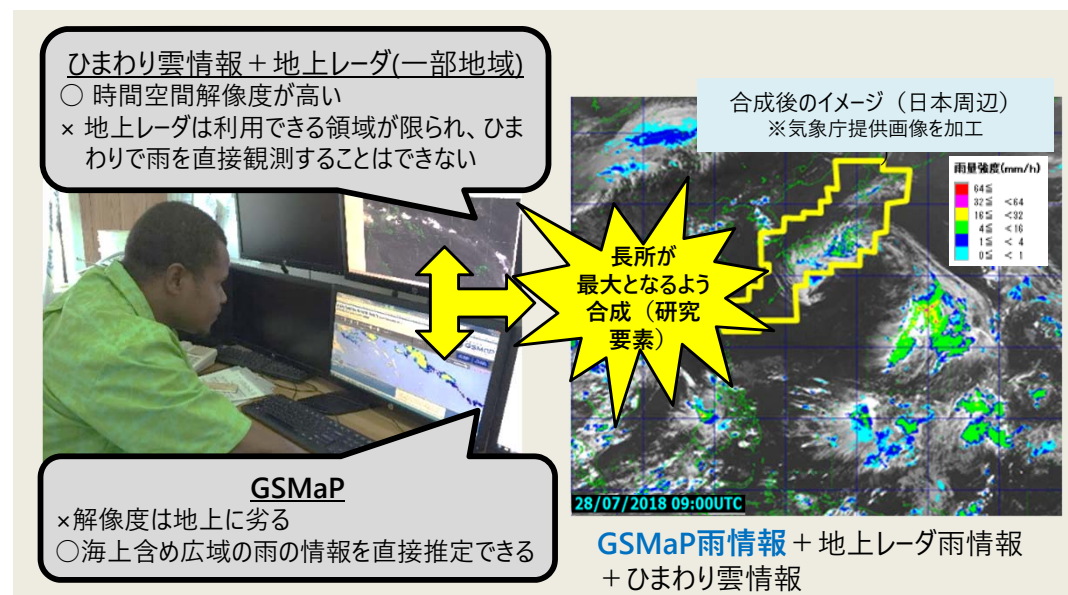 ひまわり雲情報＋地上レーダ(一部地域)
○ 時間空間解像度が高い
× 地上レーダは利用できる領域が限られ、ひま
わりで雨を直接観測することはできない
合成後のイメージ（日本周辺）
※気象庁提供画像を加工
雨量強度(mm/h)
64≦
32≦ <64
16≦ <32
4≦ <16
1≦ < 4
0≦ < 1
長所が
最大となるよう
合成（研究
要素）
GSMaP
GSMaP
×解像度は地上に劣る
○海上含め広域の雨の情報を直接推定できる
28/07/2018 09:00UTC
GSMaP雨情報＋地上レーダ雨情報
＋ひまわり雲情報